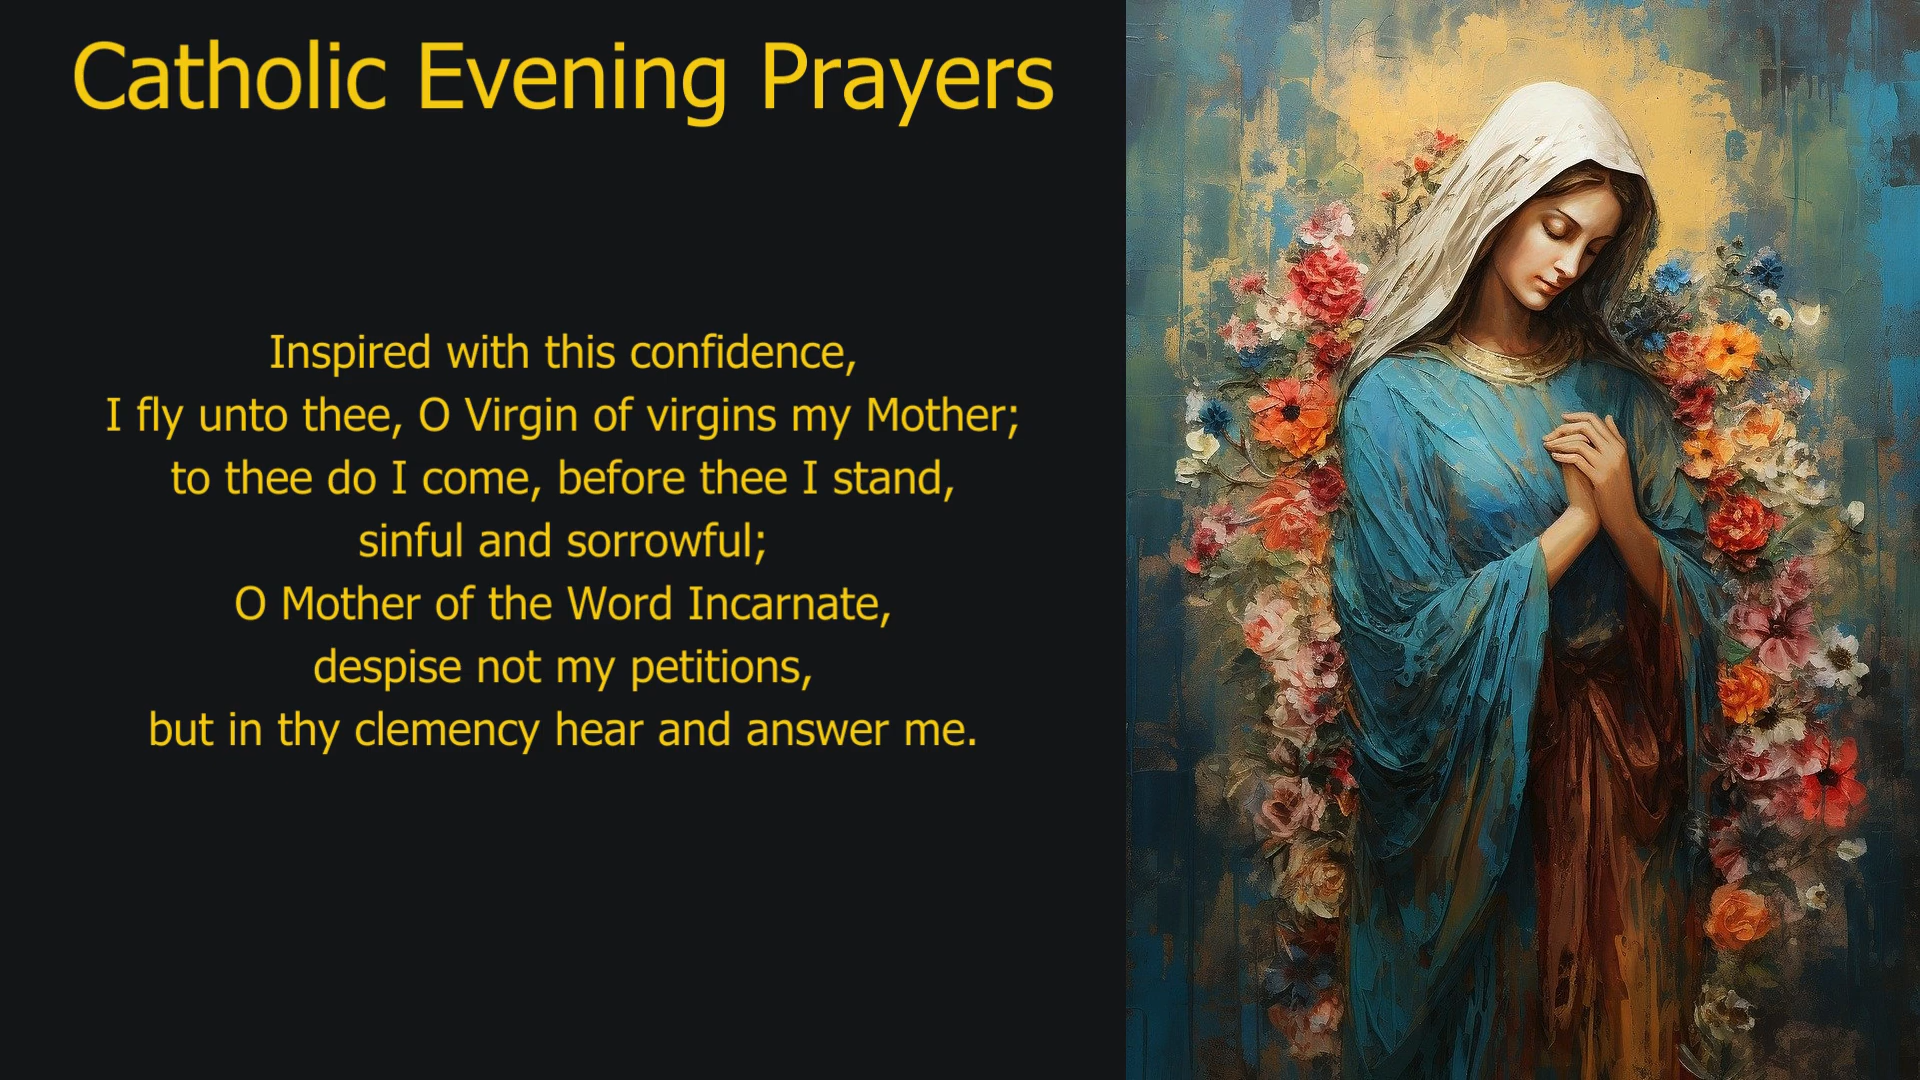 Catholic Evening Prayers
Inspired with this confidence,
I fly unto thee, O Virgin of virgins my Mother;
to thee do I come, before thee I stand,
sinful and sorrowful;
O Mother of the Word Incarnate,
despise not my petitions,
but in thy clemency hear and answer me.